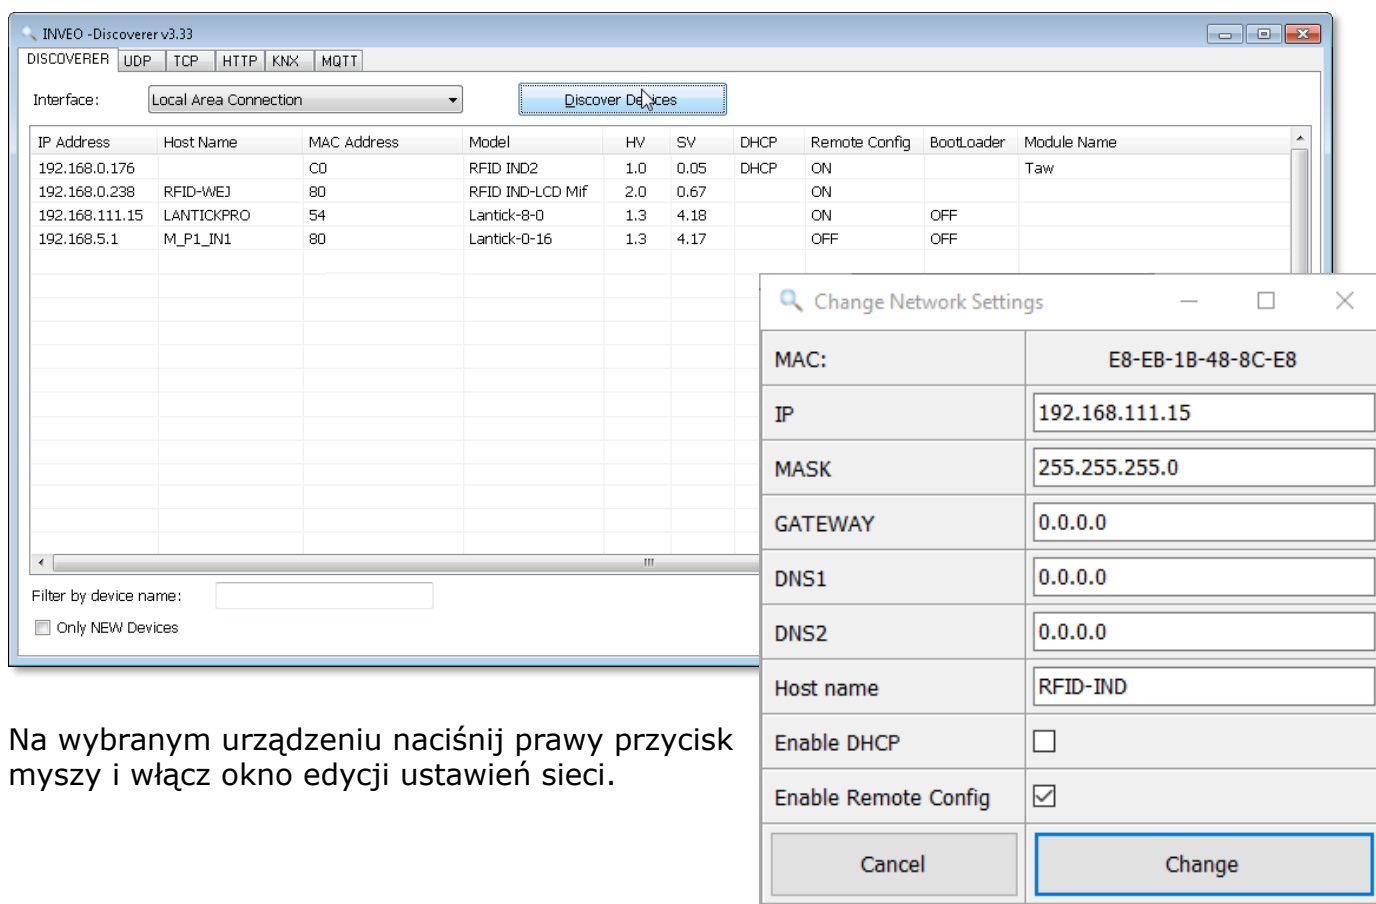 INVEO -Discoverer v3.33
DISCOVERER UDP TCP HTTP KNX MQTT
Interface: Local Area Connection Discover Devices
IP Address Host Name MAC Address Model HV SV DHCP Remote Config BootLoader Module Name
192.168.0.176 C0 RFID IND2 1.0 0.05 DHCP ON Taw
192.168.0.238 RFID-WEJ 80 RFID IND-LCD Mif 2.0 0.67 ON
192.168.111.15 LANTICKPRO 54 Lantick-8-0 1.3 4.18 ON OFF
192.168.5.1 M_P1_IN1 80 Lantick-0-16 1.3 4.17 OFF OFF
Filter by device name:
Only NEW Devices
Change Network Settings
MAC: E8-EB-1B-48-8C-E8
IP 192.168.111.15
MASK 255.255.255.0
GATEWAY 0.0.0.0
DNS1 0.0.0.0
DNS2 0.0.0.0
Host name RFID-IND
Enable DHCP
Enable Remote Config
Cancel Change
Na wybranym urządzeniu naciśnij prawy przycisk
myszy i włącz okno edycji ustawień sieci.